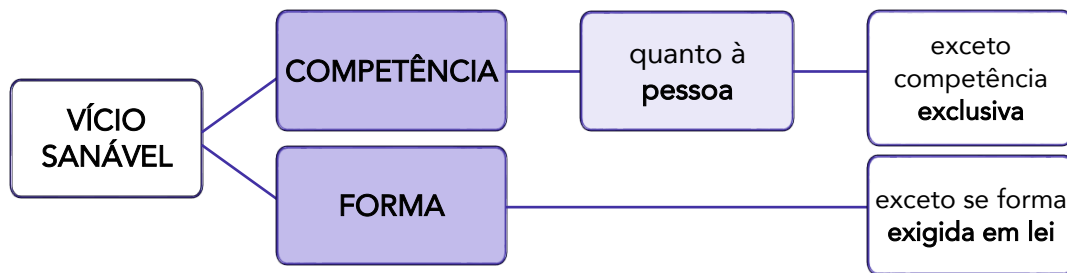 VÍCIO
SANÁVEL
COMPETÊNCIA
quanto à
pessoa
exceto
competência
exclusiva
FORMA
exceto se forma
exigida em lei